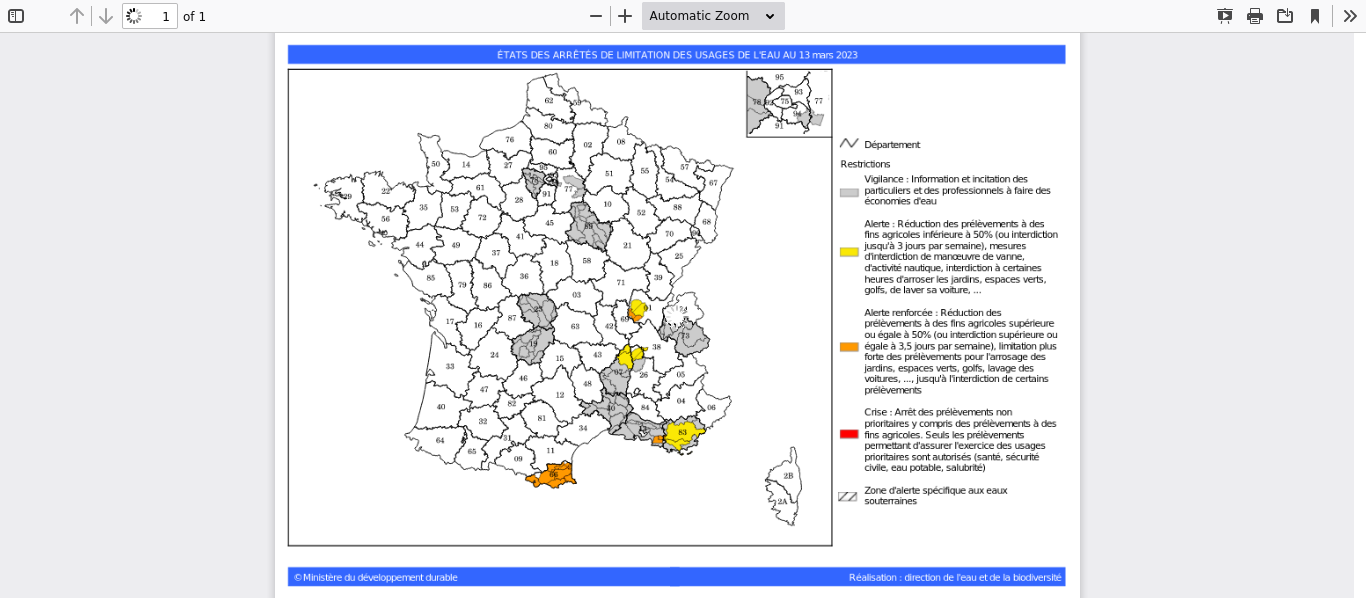 1 of 1
Automatic Zoom
ÉTATS DES ARRÊTÉS DE LIMITATION DES USAGES DE L'EAU AU 13 mars 2023
95
93
75
77
91
62
59
80
76
02
08
60
50
14
27
51
55
57
54
67
61
77
29
22
91
28
35
53
10
52
88
56
72
45
68
70
41
44
49
21
37
58
25
18
36
85
79
86
71
39
03
23
01
87
17
16
69
63
42
73
19
38
24
15
43
33
07
26
05
46
48
47
12
40
82
30
84
04
06
81
32
34
83
31
64
65
11
09
66
2B
2A
Département
Restrictions
Vigilance : Information et incitation des
particuliers et des professionnels à faire des
économies d'eau
Alerte : Réduction des prélèvements à des
fins agricoles inférieure à 50% (ou interdiction
jusqu'à 3 jours par semaine), mesures
d'interdiction de manœuvre de vanne,
d'activité nautique, interdiction à certaines
heures d'arroser les jardins, espaces verts,
golfs, de laver sa voiture, ...
Alerte renforcée : Réduction des
prélèvements à des fins agricoles supérieure
ou égale à 50% (ou interdiction supérieure ou
égale à 3,5 jours par semaine), limitation plus
forte des prélèvements pour l'arrosage des
jardins, espaces verts, golfs, lavage des
voitures, ..., jusqu'à l'interdiction de certains
prélèvements
Crise : Arrêt des prélèvements non
prioritaires y compris des prélèvements à des
fins agricoles. Seuls les prélèvements
permettant d'assurer l'exercice des usages
prioritaires sont autorisés (santé, sécurité
civile, eau potable, salubrité)
Zone d'alerte spécifique aux eaux
souterraines
©Ministère du développement durable
Réalisation : direction de l'eau et de la biodiversité